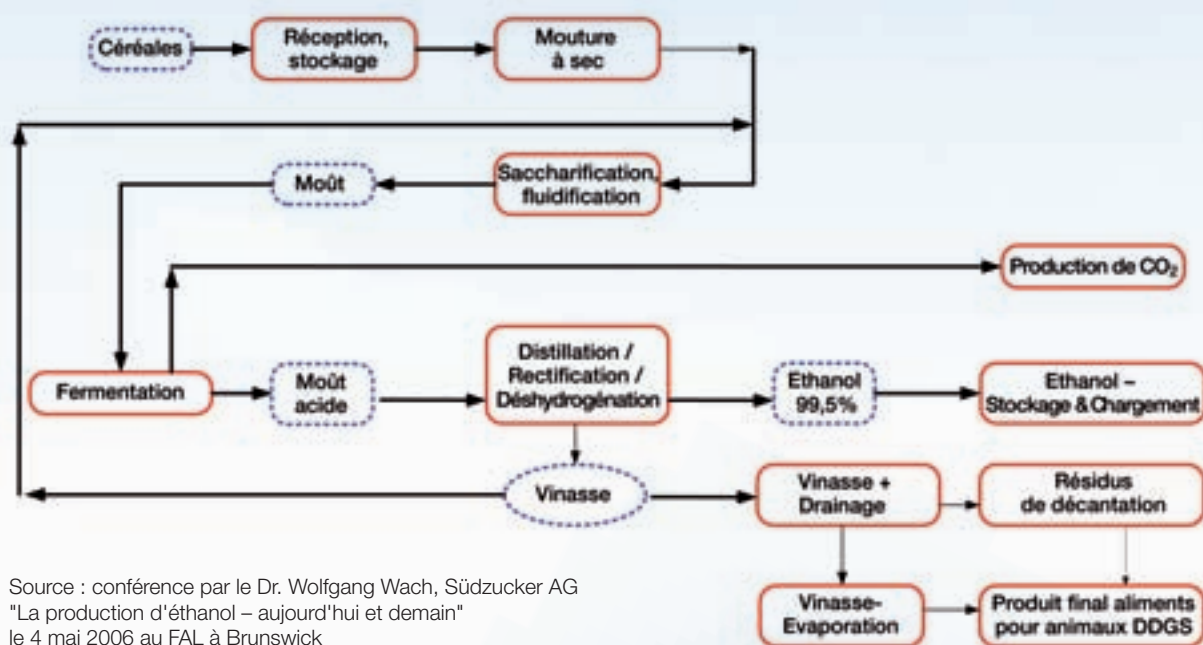 Céréales
Réception,
stockage
Mouture
à sec
Moût
Saccharification,
fluidification
Production de CO₂
Fermentation
Moût
acide
Distillation /
Rectification /
Déshydrogénation
Ethanol
99,5%
Ethanol –
Stockage & Chargement
Vinasse
Vinasse +
Drainage
Résidus
de décantation
Vinasse-
Evaporation
Produit final aliments
pour animaux DDGS
Source : conférence par le Dr. Wolfgang Wach, Südzucker AG
"La production d'éthanol – aujourd'hui et demain"
le 4 mai 2006 au FAL à Brunswick